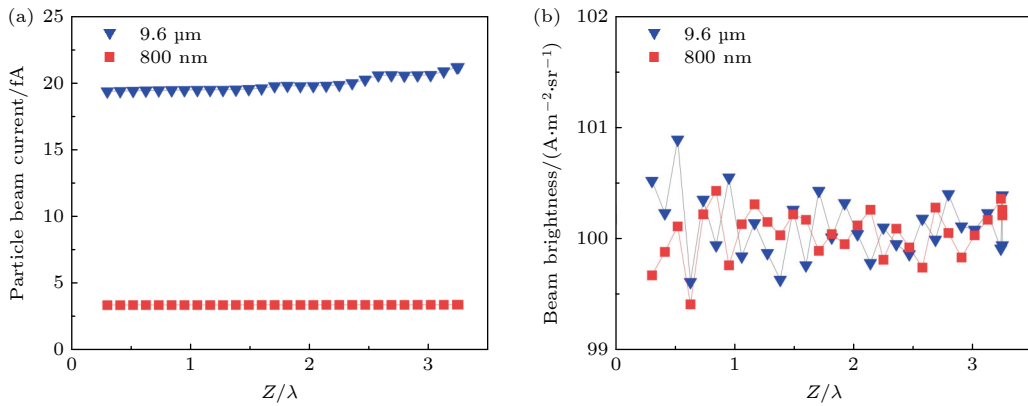 (a)
25
20
15
10
5
0
Particle beam current/fA
9.6 µm
800 nm
0 1 2 3
Z/λ
(b)
102
101
100
99
Beam brightness/(A·m⁻²·sr⁻¹)
9.6 µm
800 nm
0 1 2 3
Z/λ